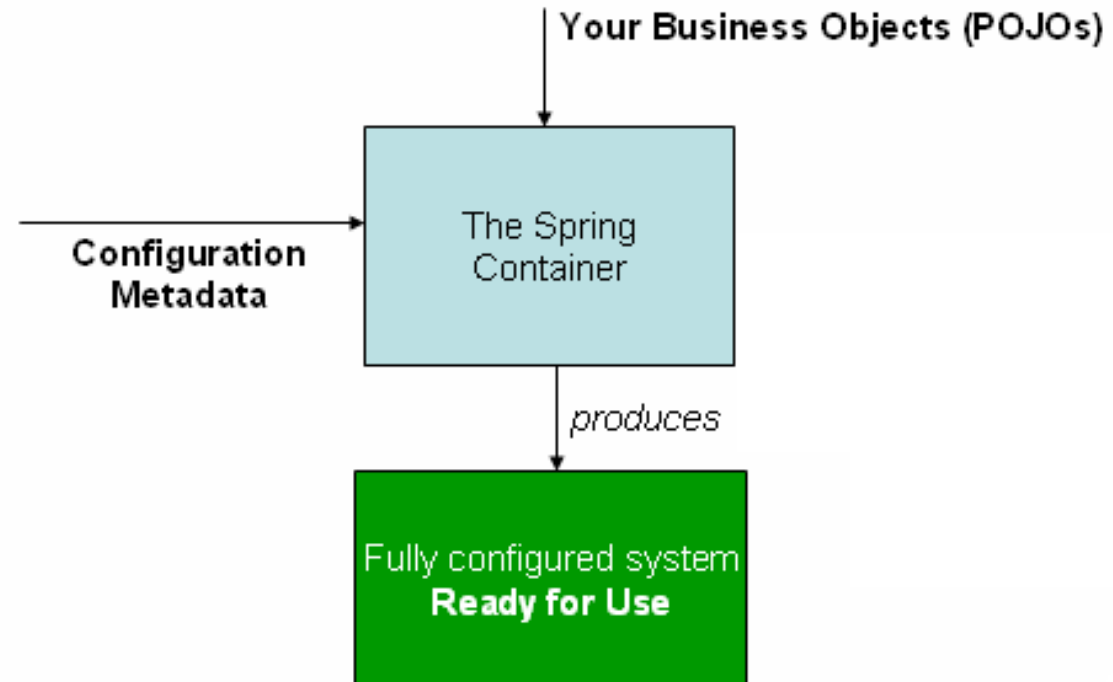 Your Business Objects (POJOs)
The Spring
Container
Configuration
Metadata
produces
Fully configured system
Ready for Use